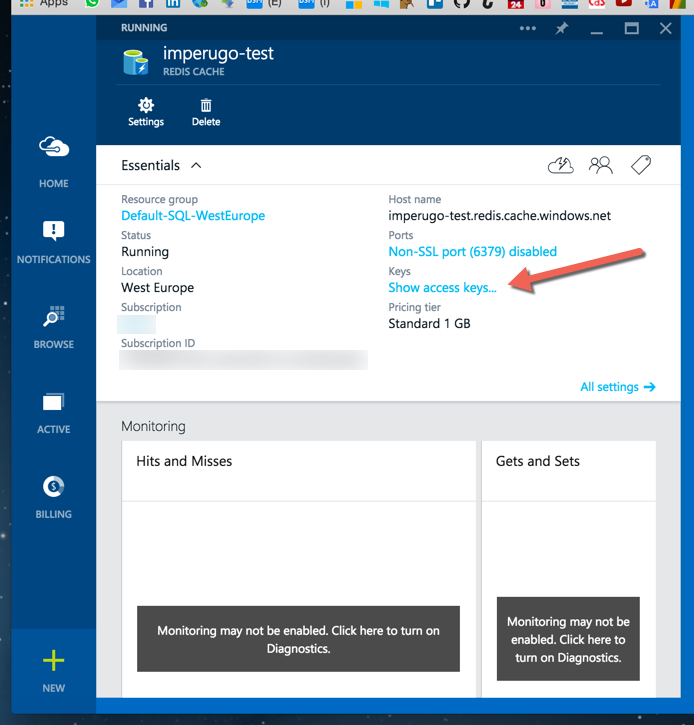 Apps
(E)
(I)
24
RUNNING
imperugo-test
REDIS CACHE
Settings
Delete
HOME
NOTIFICATIONS
BROWSE
ACTIVE
BILLING
NEW
Essentials
Resource group
Default-SQL-WestEurope
Status
Running
Location
West Europe
Subscription
Subscription ID
Host name
imperugo-test.redis.cache.windows.net
Ports
Non-SSL port (6379) disabled
Keys
Show access keys...
Pricing tier
Standard 1 GB
All settings
Monitoring
Hits and Misses
Monitoring may not be enabled. Click here to turn on
Diagnostics.
Gets and Sets
Monitoring may not be
enabled. Click here to
turn on Diagnostics.